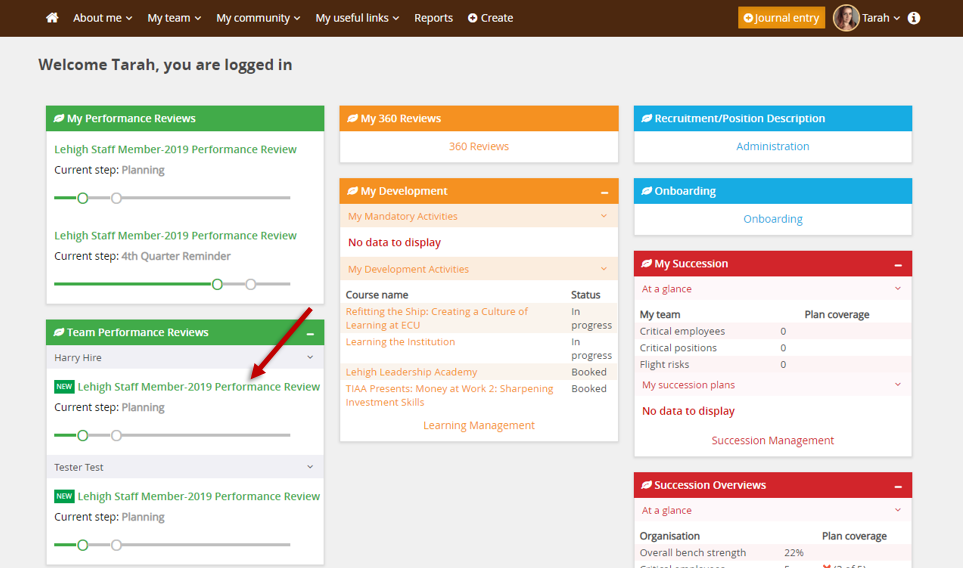 About me
My team
My community
My useful links
Reports
Create
Journal entry
Tarah
Welcome Tarah, you are logged in
My Performance Reviews
Lehigh Staff Member-2019 Performance Review
Current step: Planning
Lehigh Staff Member-2019 Performance Review
Current step: 4th Quarter Reminder
Team Performance Reviews
Harry Hire
NEW Lehigh Staff Member-2019 Performance Review
Current step: Planning
Tester Test
NEW Lehigh Staff Member-2019 Performance Review
Current step: Planning
My 360 Reviews
360 Reviews
My Development
My Mandatory Activities
No data to display
My Development Activities
Course name Status
Refitting the Ship: Creating a Culture of In
Learning at ECU progress
Learning the Institution In
progress
Lehigh Leadership Academy Booked
TIAA Presents: Money at Work 2: Sharpening Booked
Investment Skills
Learning Management
Recruitment/Position Description
Administration
Onboarding
Onboarding
My Succession
At a glance
My team Plan coverage
Critical employees 0
Critical positions 0
Flight risks 0
My succession plans
No data to display
Succession Management
Succession Overviews
At a glance
Organisation Plan coverage
Overall bench strength 22%
Critical employees 5